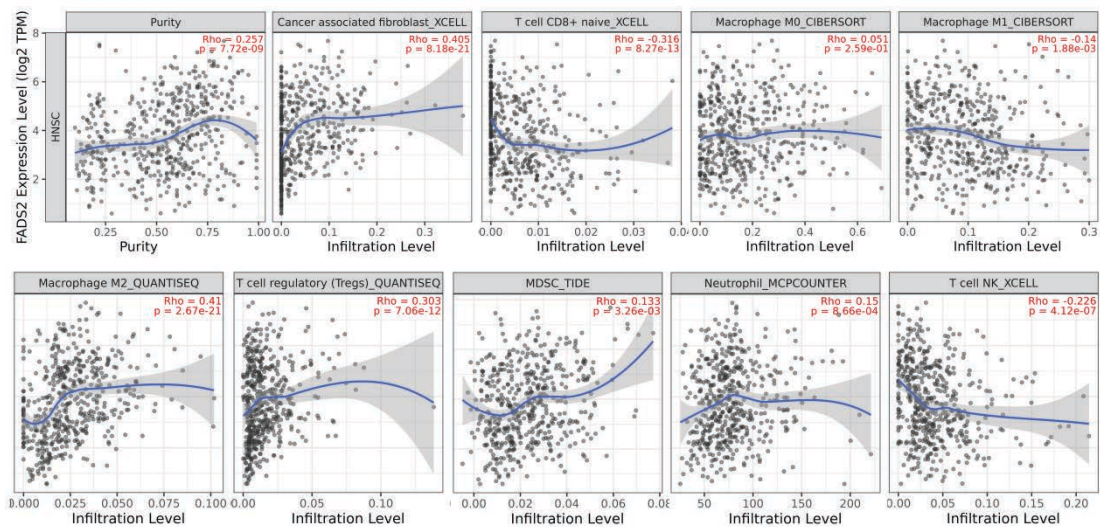 Purity
Cancer associated fibroblast_XCELL
T cell CD8+ naive_XCELL
Macrophage M0_CIBERSORT
Macrophage M1_CIBERSORT
Rho = 0.257
p = 7.72e-09
Rho = 0.405
p = 8.18e-21
Rho = -0.316
p = 8.27e-13
Rho = 0.051
p = 2.59e-01
Rho = -0.14
p = 1.88e-03
FADS2 Expression Level (log2 TPM)
HNSC
8
6
4
2
0.25 0.50 0.75 1.00
0.0 0.1 0.2 0.3
0.00 0.01 0.02 0.03 0.0
0.0 0.2 0.4 0.6
0.0 0.1 0.2 0.3
Purity
Infiltration Level
Infiltration Level
Infiltration Level
Infiltration Level
Macrophage M2_QUANTISEQ
T cell regulatory (Tregs)_QUANTISEQ
MDSC_TIDE
Neutrophil_MCPCOUNTER
T cell NK_XCELL
Rho = 0.41
p = 2.67e-21
Rho = 0.303
p = 7.06e-12
Rho = 0.133
p = 3.26e-03
Rho = 0.15
p = 8.66e-04
Rho = -0.226
p = 4.12e-07
0.000 0.025 0.050 0.075 0.100
0.00 0.05 0.10
0.00 0.02 0.04 0.06 0.08
50 100 150 200
0.00 0.05 0.10 0.15 0.20
Infiltration Level
Infiltration Level
Infiltration Level
Infiltration Level
Infiltration Level